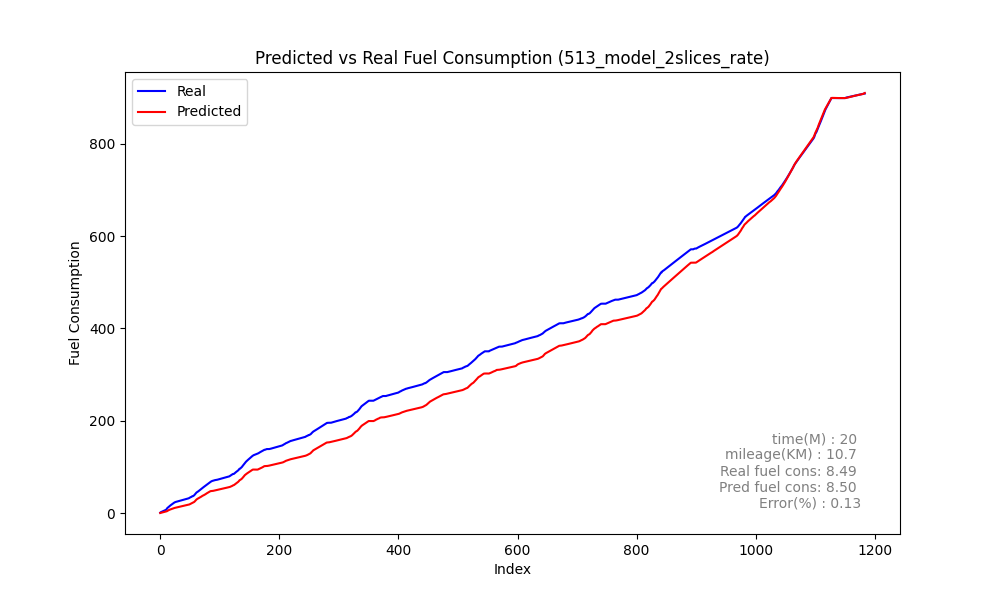 Predicted vs Real Fuel Consumption (513_model_2slices_rate)
Real
Predicted
Fuel Consumption
800
600
400
200
0
time(M) : 20
mileage(KM) : 10.7
Real fuel cons: 8.49
Pred fuel cons: 8.50
Error(%) : 0.13
0 200 400 600 800 1000 1200
Index